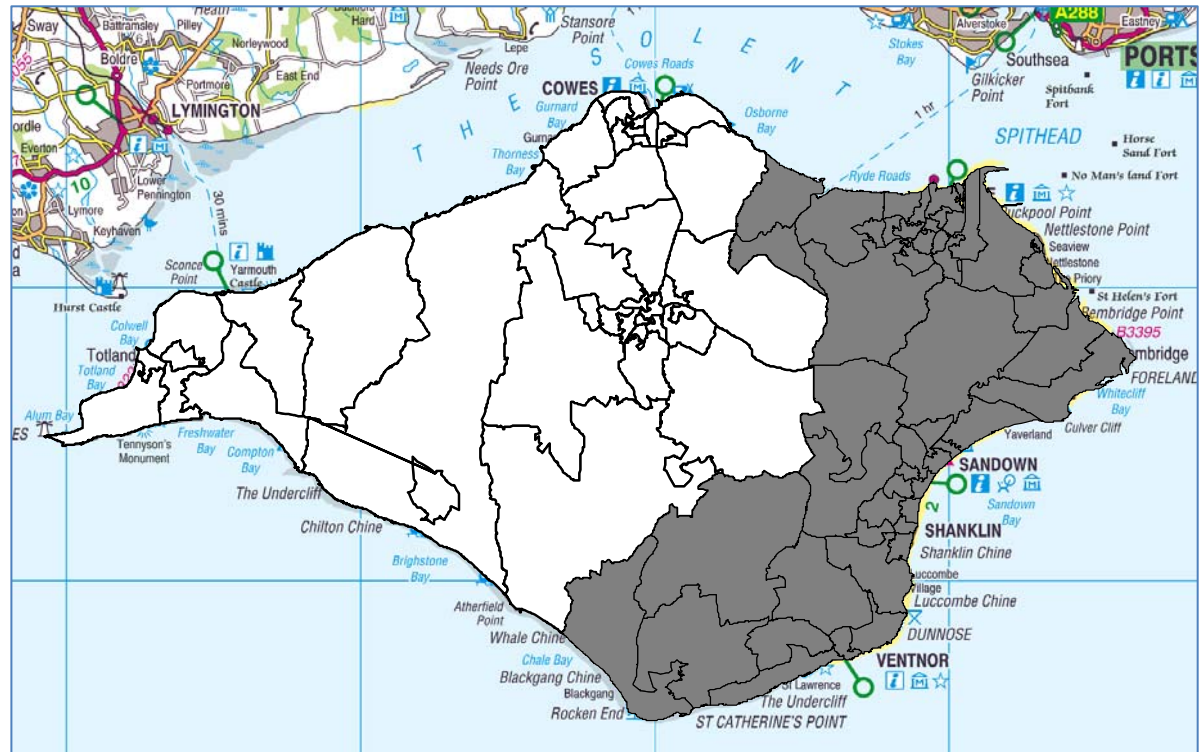 Sway
Battramsley
Pilley
Heath
Hard
Norleywood
Boldre
Portmore
East End
LYMINGTON
Everton
Lower
Pennington
10
Lymore
Keyhaven
30 mins
Hurst Castle
Sconce
Point
Yarmouth
Castle
Lepe
Stansore
Point
Needs Ore
Point
THE SOLENT
Cowes Roads
COWES
Gurnard
Bay
Thorness
Bay
Osborne
Bay
Stokes
Bay
Alverstoke
A288
Eastney
Southsea
PORTS
Gilkicker
Point
Spitbank
Fort
1 hr
SPITHEAD
Horse
Sand Fort
No Man's land Fort
Ryde Roads
Nettlestone Point
Seaview
Priory
St Helen's Fort
Bembridge Point
B3395
FORELAND
Whitecliff
Bay
Culver Cliff
Yaverland
SANDOWN
Sandown
Bay
2
SHANKLIN
Shanklin Chine
Luccombe Chine
DUNNOSE
VENTNOR
St Lawrence
The Undercliff
ST CATHERINE'S POINT
Colwell
Bay
Totland
Totland
Bay
Alum Bay
Tennyson's
Monument
Freshwater
Bay
Compton
Bay
The Undercliff
Chilton Chine
Brighstone
Bay
Atherfield
Point
Whale Chine
Chale Bay
Blackgang Chine
Blackgang
Rocken End